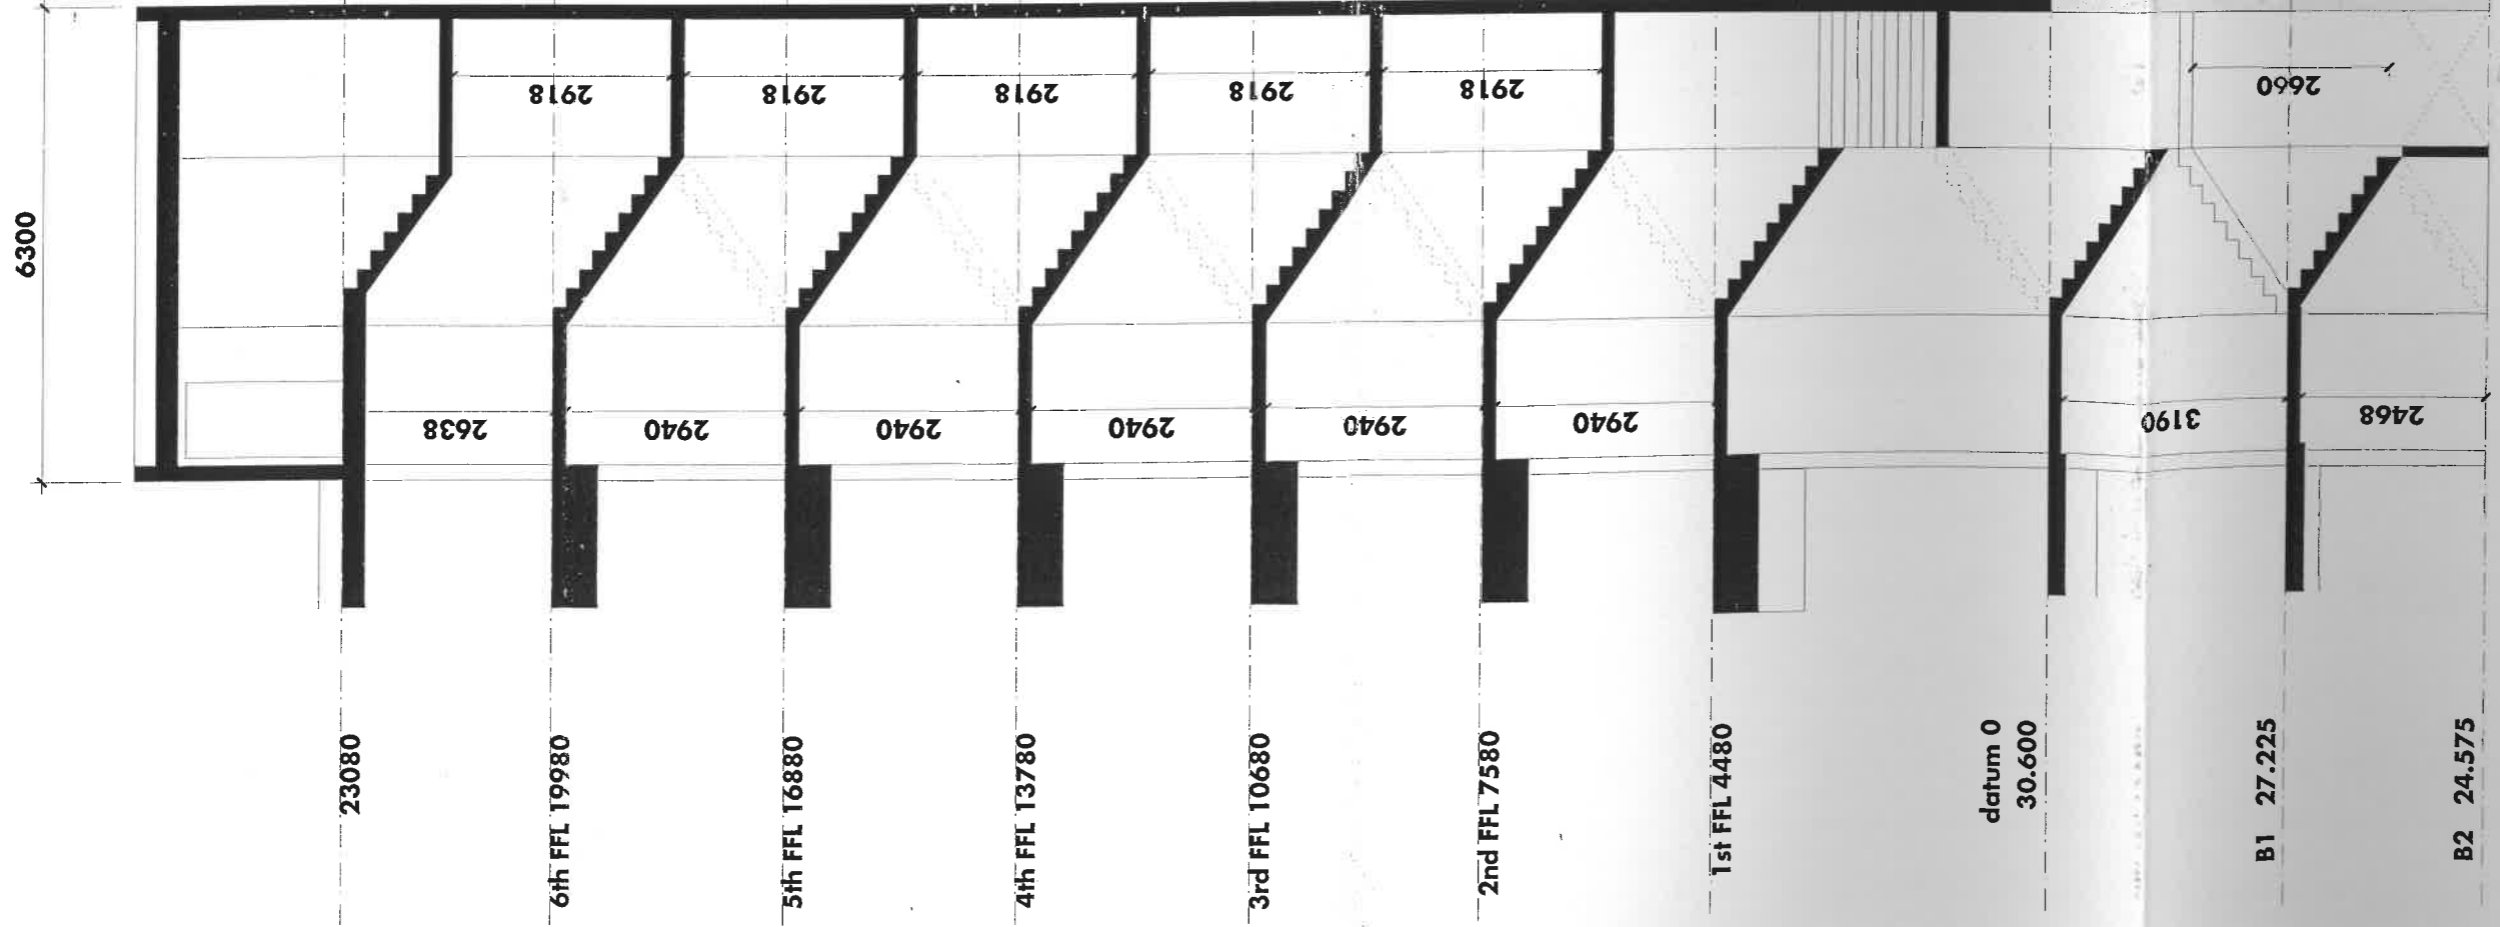 6300
2918
2918
2918
2918
2918
2660
2638
2940
2940
2940
2940
2940
3190
2468
23080
6th FFL 19980
5th FFL 16880
4th FFL 13780
3rd FFL 10680
2nd FFL 7580
1st FFL 4480
datum 0
30.600
B1 27.225
B2 24.575